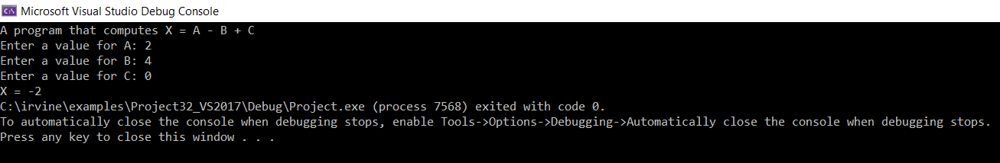 Microsoft Visual Studio Debug Console
A program that computes X = A - B + C
Enter a value for A: 2
Enter a value for B: 4
Enter a value for C: 0
X = -2
C:\irvine\examples\Project32_VS2017\Debug\Project.exe (process 7568) exited with code 0.
To automatically close the console when debugging stops, enable Tools->Options->Debugging->Automatically close the console when debugging stops.
Press any key to close this window . . .